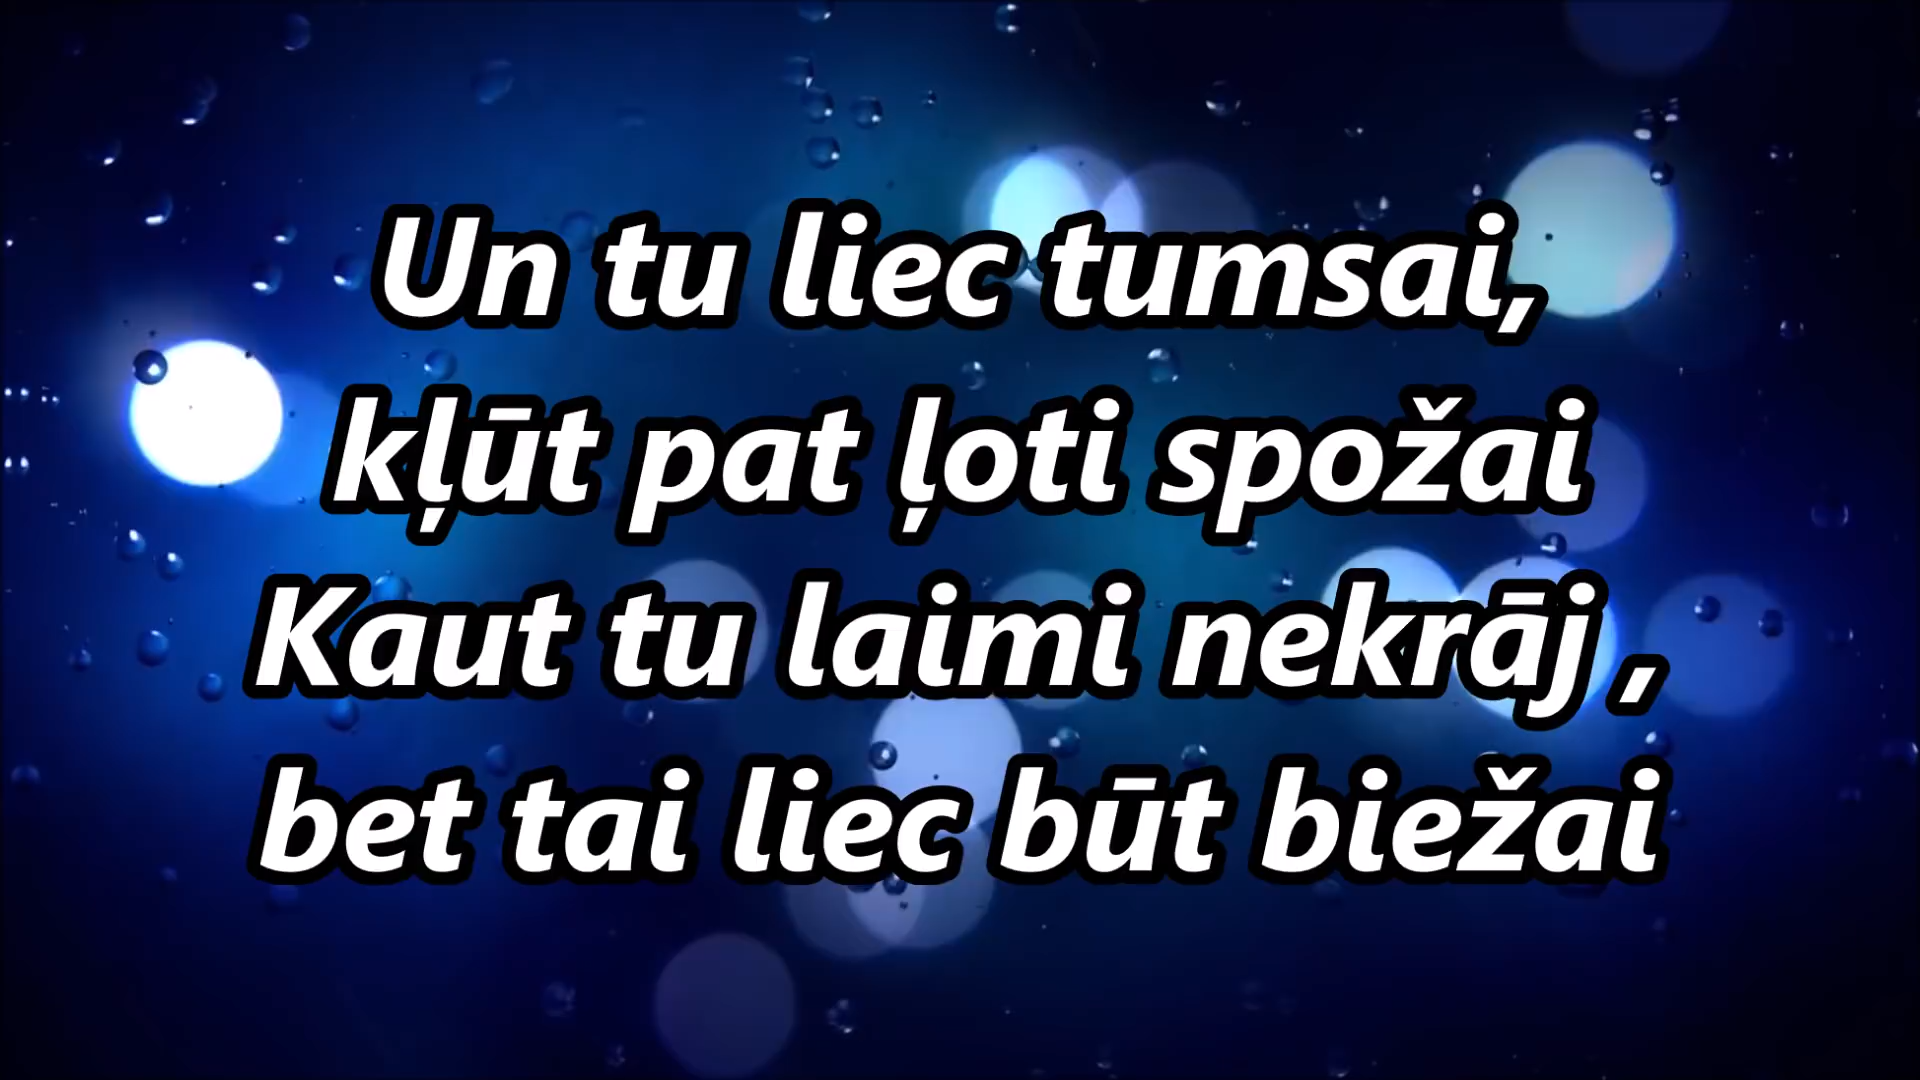 Un tu liec tumsai,
kļūt pat ļoti spožai
Kaut tu laimi nekrāj ,
bet tai liec būt biežai